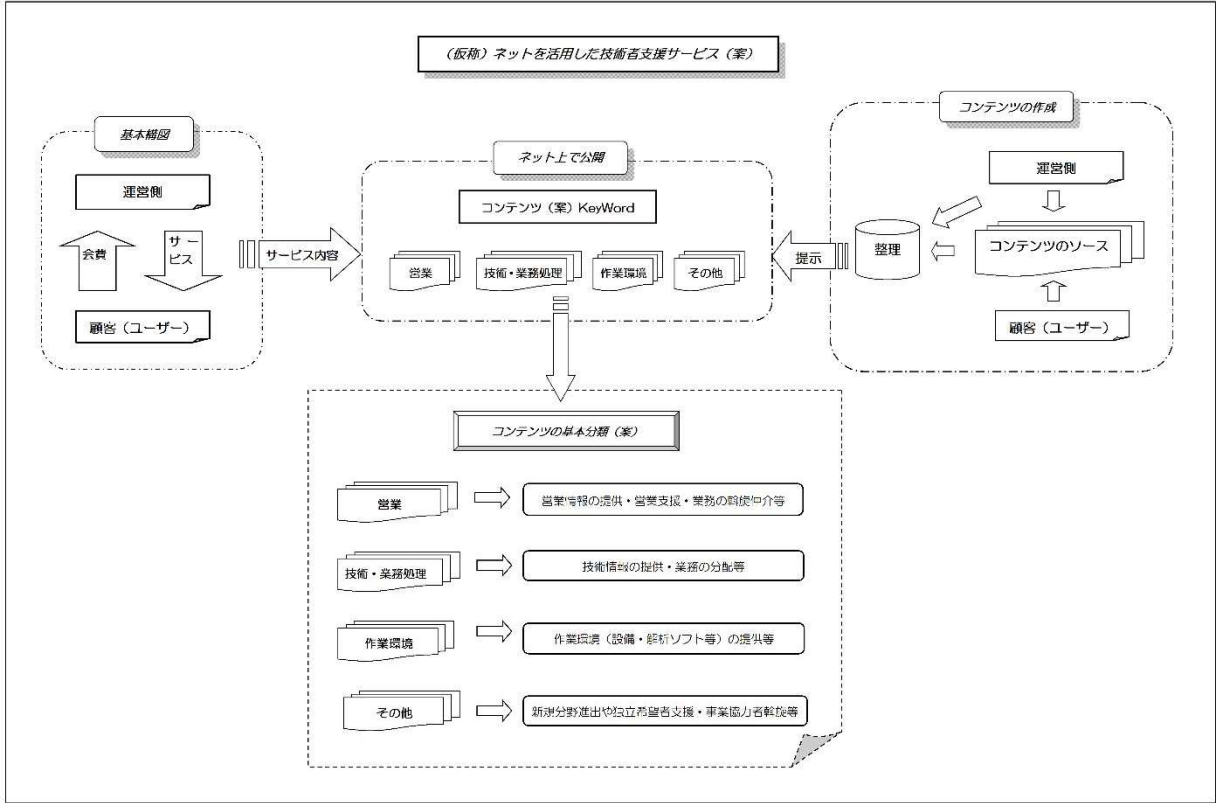 （仮称）ネットを活用した技術者支援サービス（案）
基本構図
運営側
会費
サー
ビス
顧客（ユーザー）
サービス内容
ネット上で公開
コンテンツ（案）KeyWord
営業
技術・業務処理
作業環境
その他
提示
コンテンツの作成
運営側
整理
コンテンツのソース
顧客（ユーザー）
コンテンツの基本分類（案）
営業
営業情報の提供・営業支援・業務の斡旋仲介等
技術・業務処理
技術情報の提供・業務の分配等
作業環境
作業環境（設備・解析ソフト等）の提供等
その他
新規分野進出や独立希望者支援・事業協力者斡旋等